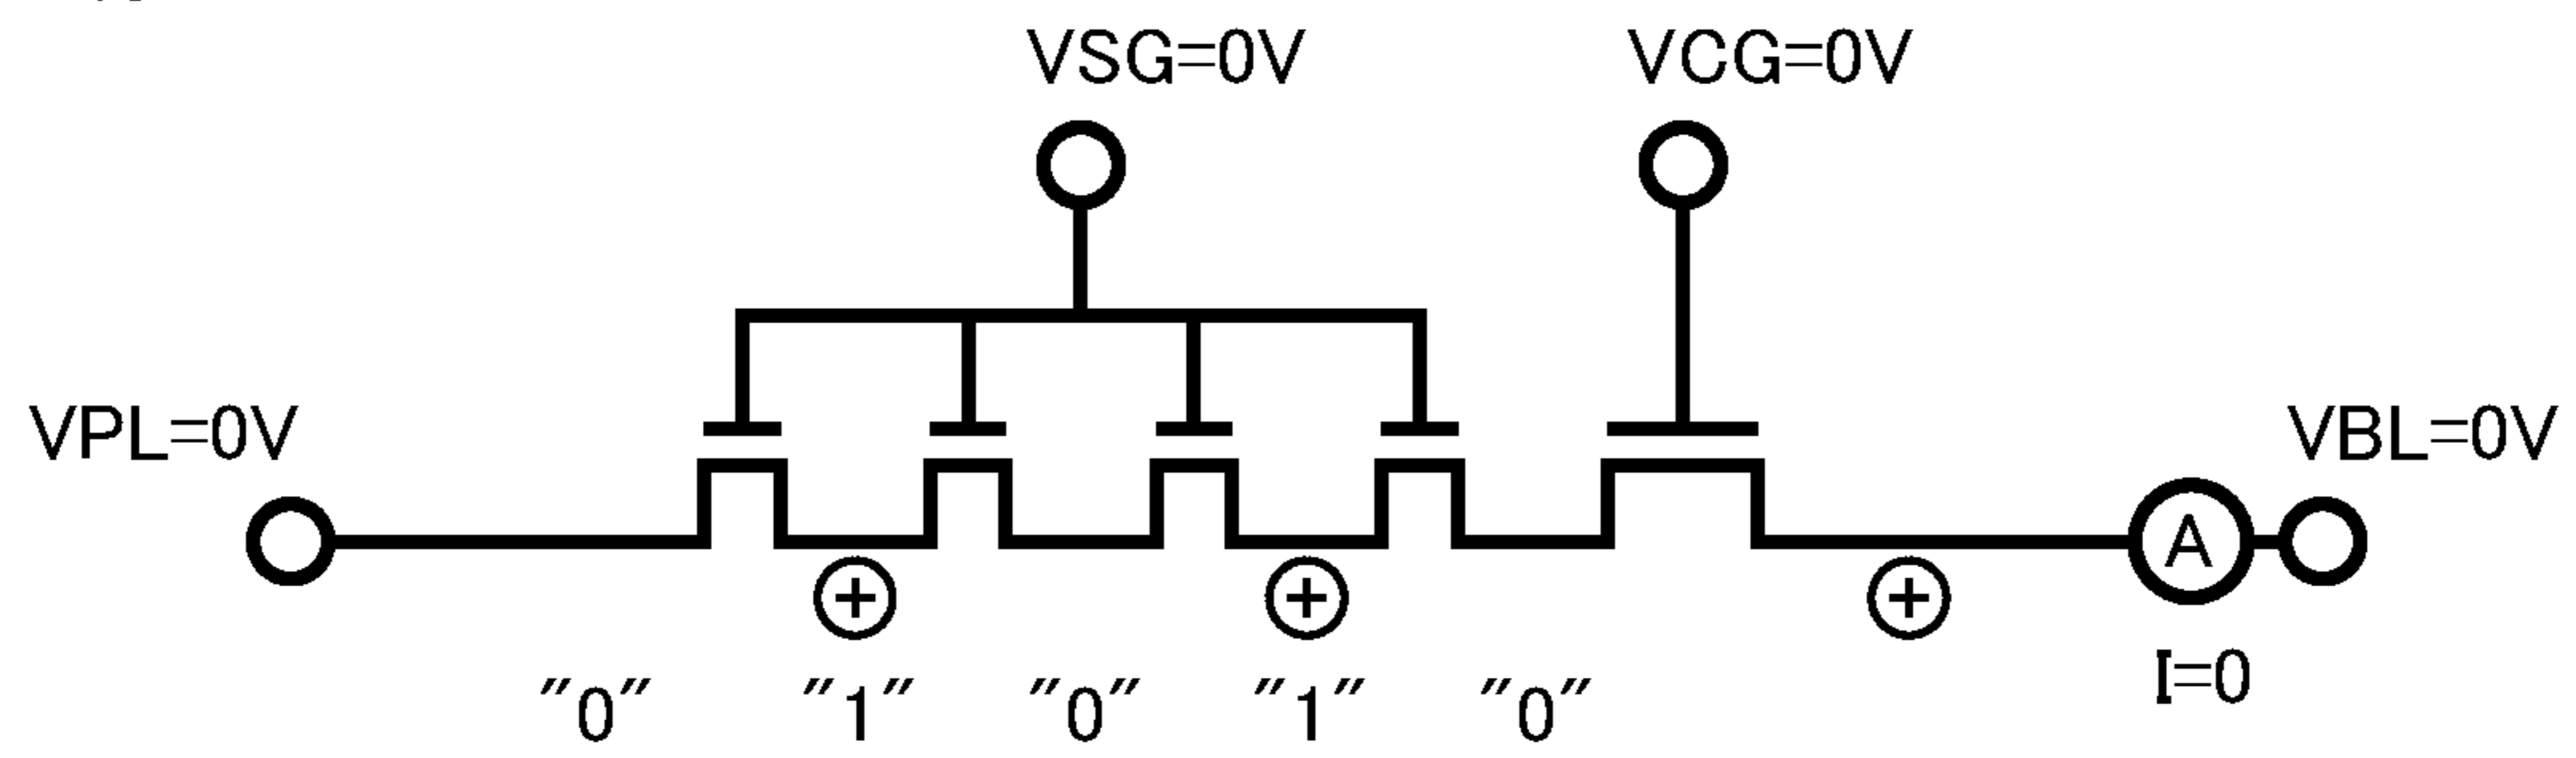 VSG=0V VCG=0V
VPL=0V VBL=0V
A
+ + +
"0" "1" "0" "1" "0" I=0